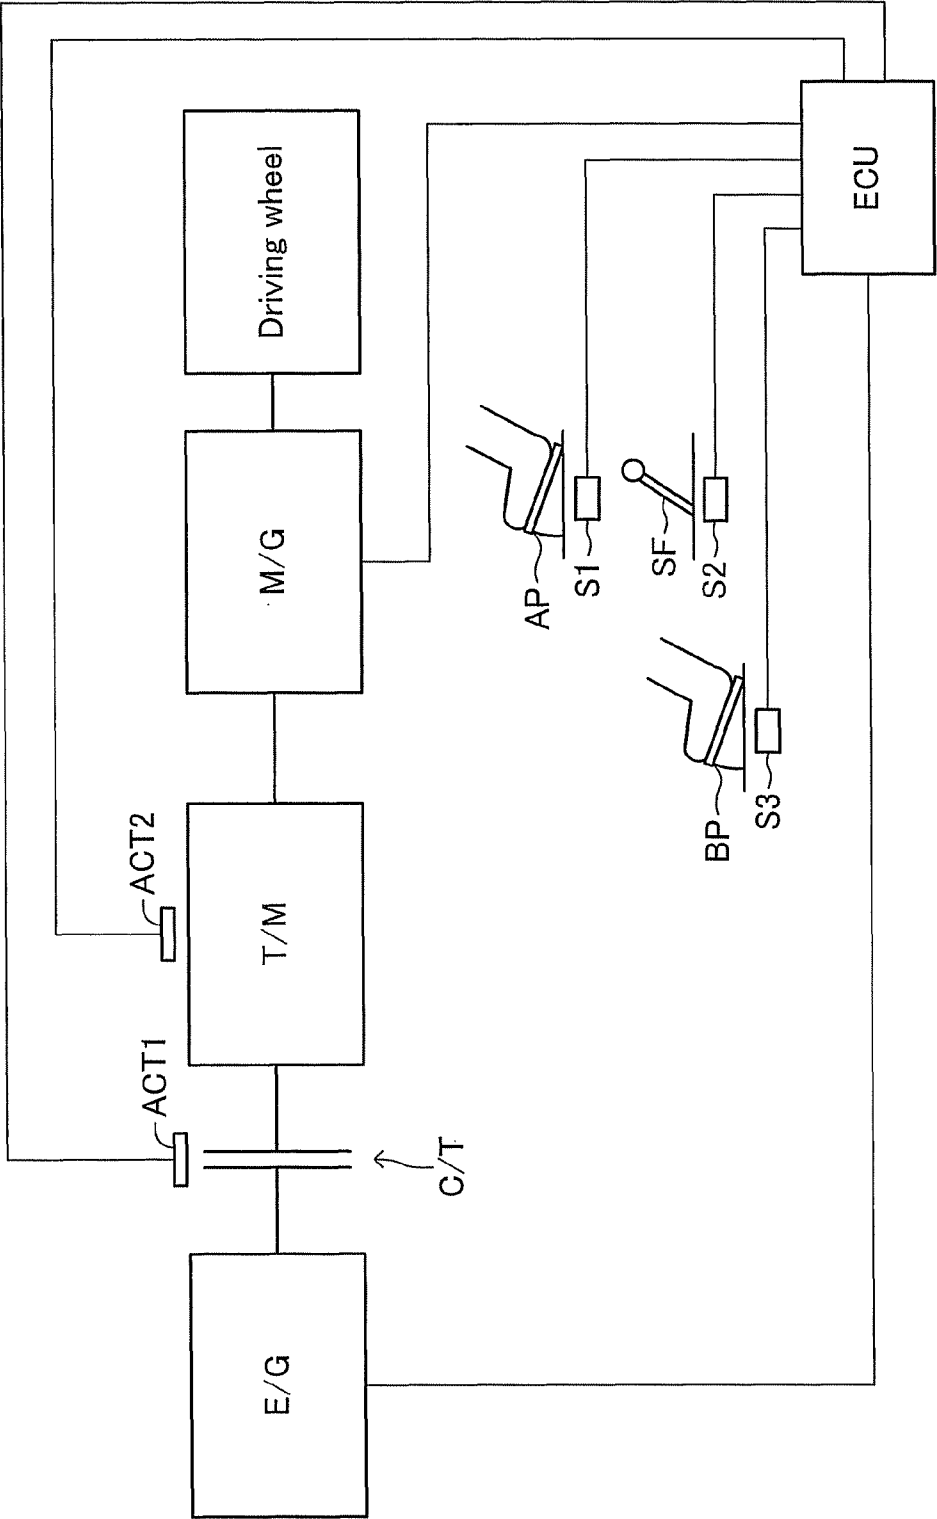 E/G
C/T
ACT1
T/M
ACT2
M/G
Driving wheel
AP
S1
SF
S2
BP
S3
ECU